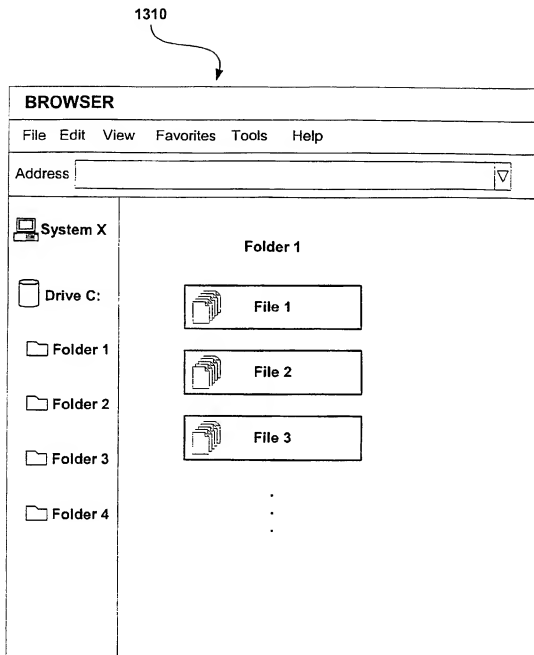 1310
BROWSER
File Edit View Favorites Tools Help
Address
System X
Drive C:
Folder 1
Folder 2
Folder 3
Folder 4
Folder 1
File 1
File 2
File 3